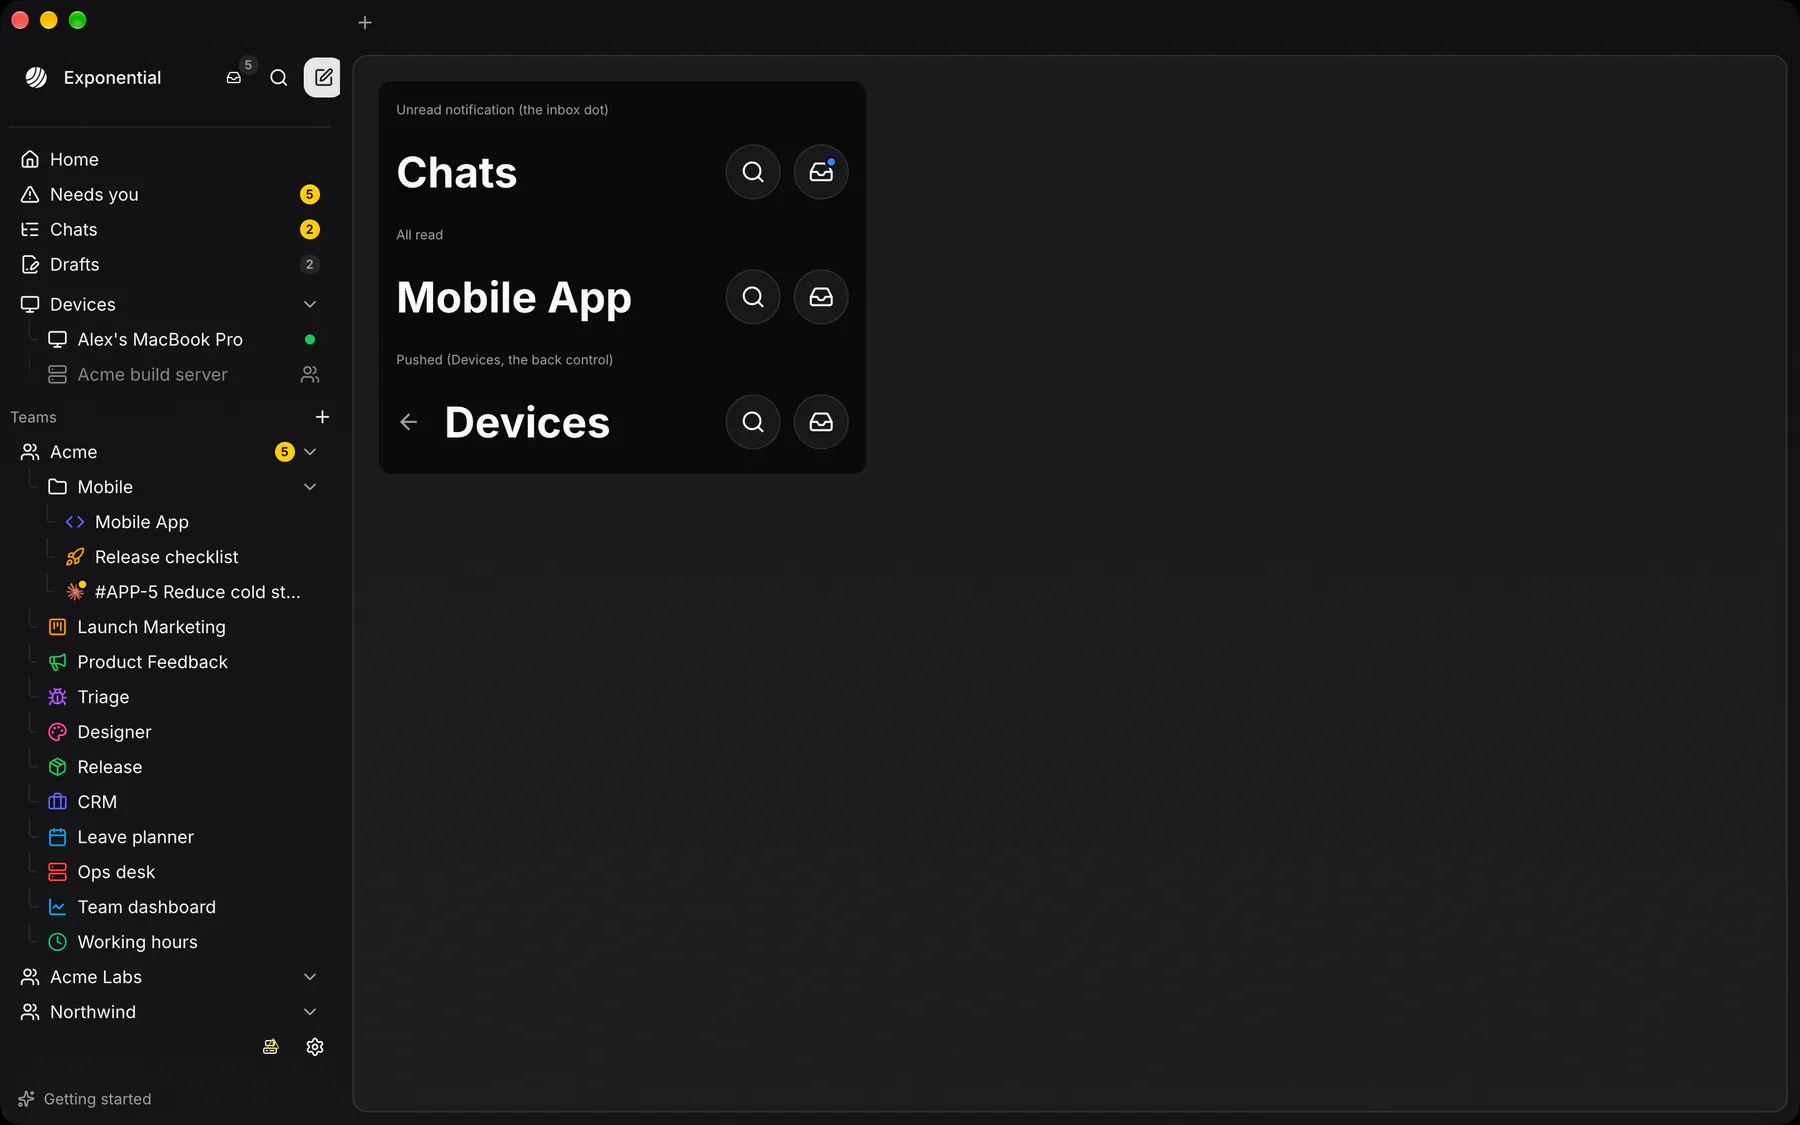 Exponential
5
Home
Needs you
5
Chats
2
Drafts
2
Devices
Alex's MacBook Pro
Acme build server
Teams
Acme
5
Mobile
Mobile App
Release checklist
#APP-5 Reduce cold st...
Launch Marketing
Product Feedback
Triage
Designer
Release
CRM
Leave planner
Ops desk
Team dashboard
Working hours
Acme Labs
Northwind
Getting started
Unread notification (the inbox dot)
Chats
All read
Mobile App
Pushed (Devices, the back control)
Devices